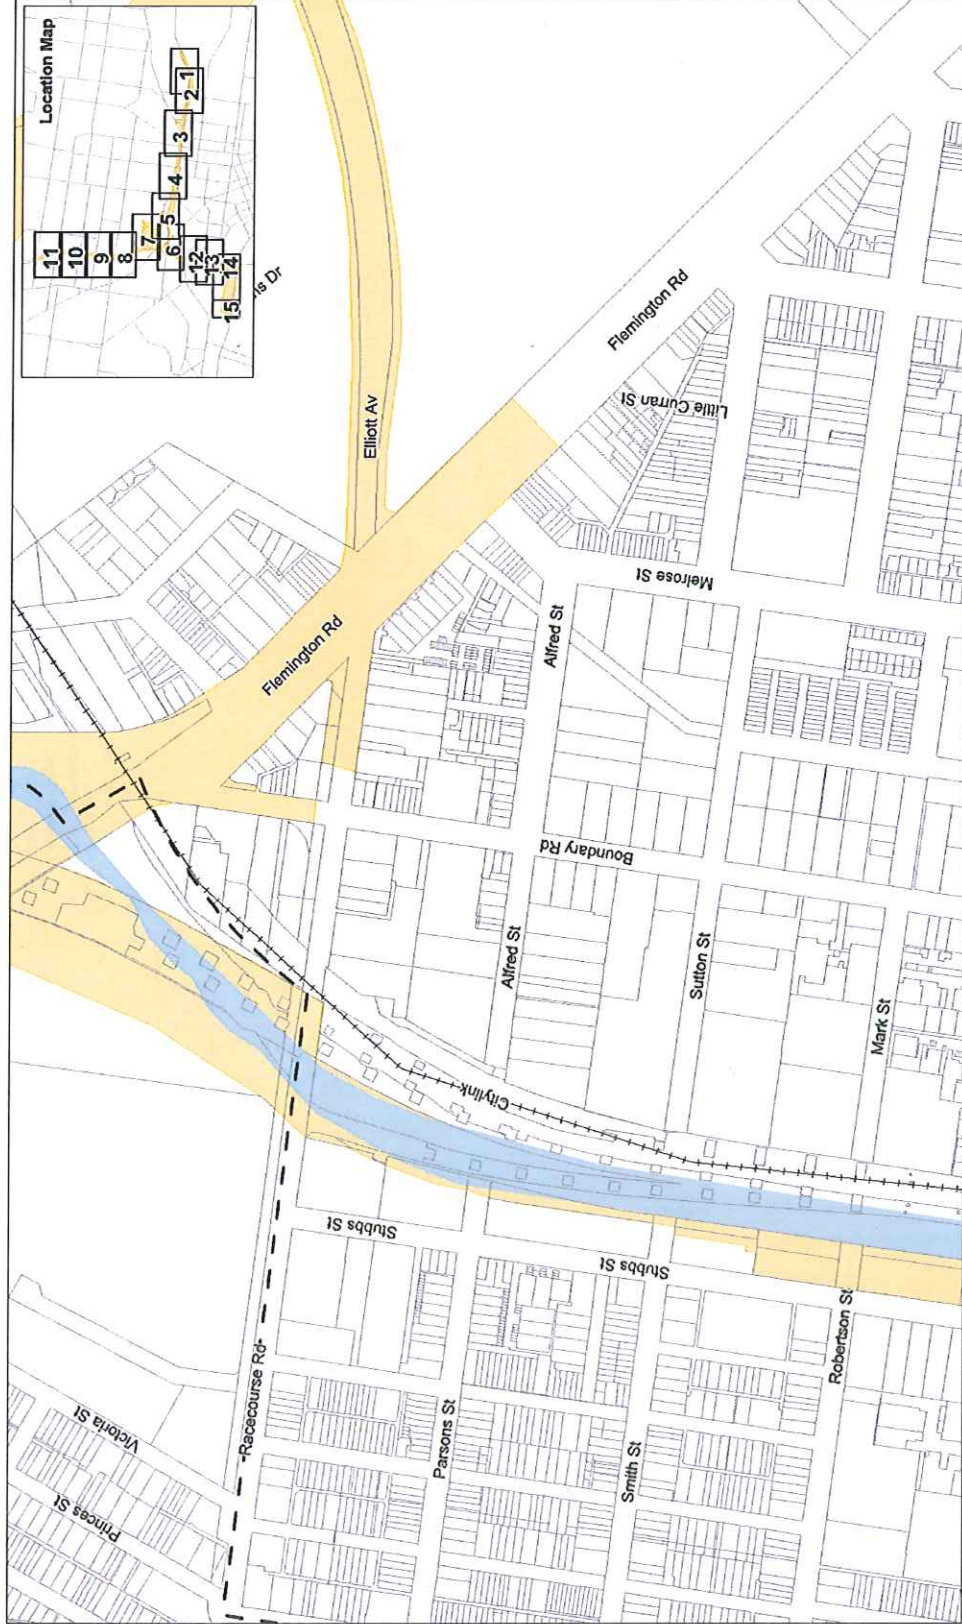 Location Map
11
10
9
8
7
6
5
4
3
2
1
12
13
14
15
ns Dr
Elliott Av
Flemington Rd
Little Curran St
Flemington Rd
Melrose St
Alfred St
Boundary Rd
Alfred St
Sutton St
Mark St
Citylink
Stubbs St
Stubbs St
Robertson St
Racecourse Rd
Victoria St
Princes St
Parsons St
Smith St